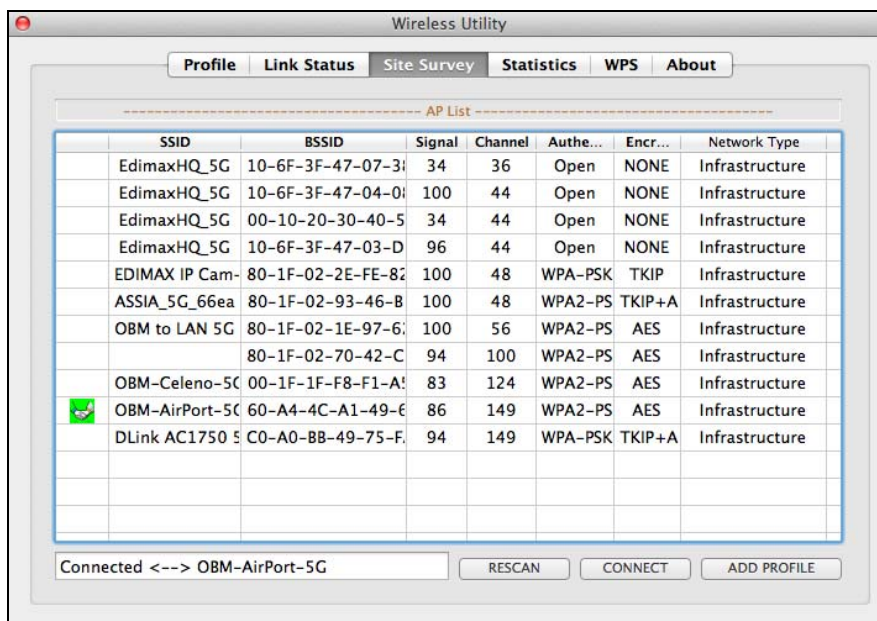 Wireless Utility
Profile Link Status Site Survey Statistics WPS About
------------------------------------ AP List ------------------------------------
SSID BSSID Signal Channel Authe... Encr... Network Type
EdimaxHQ_5G 10-6F-3F-47-07-38 34 36 Open NONE Infrastructure
EdimaxHQ_5G 10-6F-3F-47-04-08 100 44 Open NONE Infrastructure
EdimaxHQ_5G 00-10-20-30-40-5 34 44 Open NONE Infrastructure
EdimaxHQ_5G 10-6F-3F-47-03-D 96 44 Open NONE Infrastructure
EDIMAX IP Cam- 80-1F-02-2E-FE-82 100 48 WPA-PSK TKIP Infrastructure
ASSIA_5G_66ea 80-1F-02-93-46-B 100 48 WPA2-PS TKIP+A Infrastructure
OBM to LAN 5G 80-1F-02-1E-97-6 100 56 WPA2-PS AES Infrastructure
80-1F-02-70-42-C 94 100 WPA2-PS AES Infrastructure
OBM-Celeno-5G 00-1F-1F-F8-F1-A 83 124 WPA2-PS AES Infrastructure
OBM-AirPort-5G 60-A4-4C-A1-49-6 86 149 WPA2-PS AES Infrastructure
DLink AC1750 5 C0-A0-BB-49-75-F 94 149 WPA-PSK TKIP+A Infrastructure
Connected <--> OBM-AirPort-5G RESCAN CONNECT ADD PROFILE